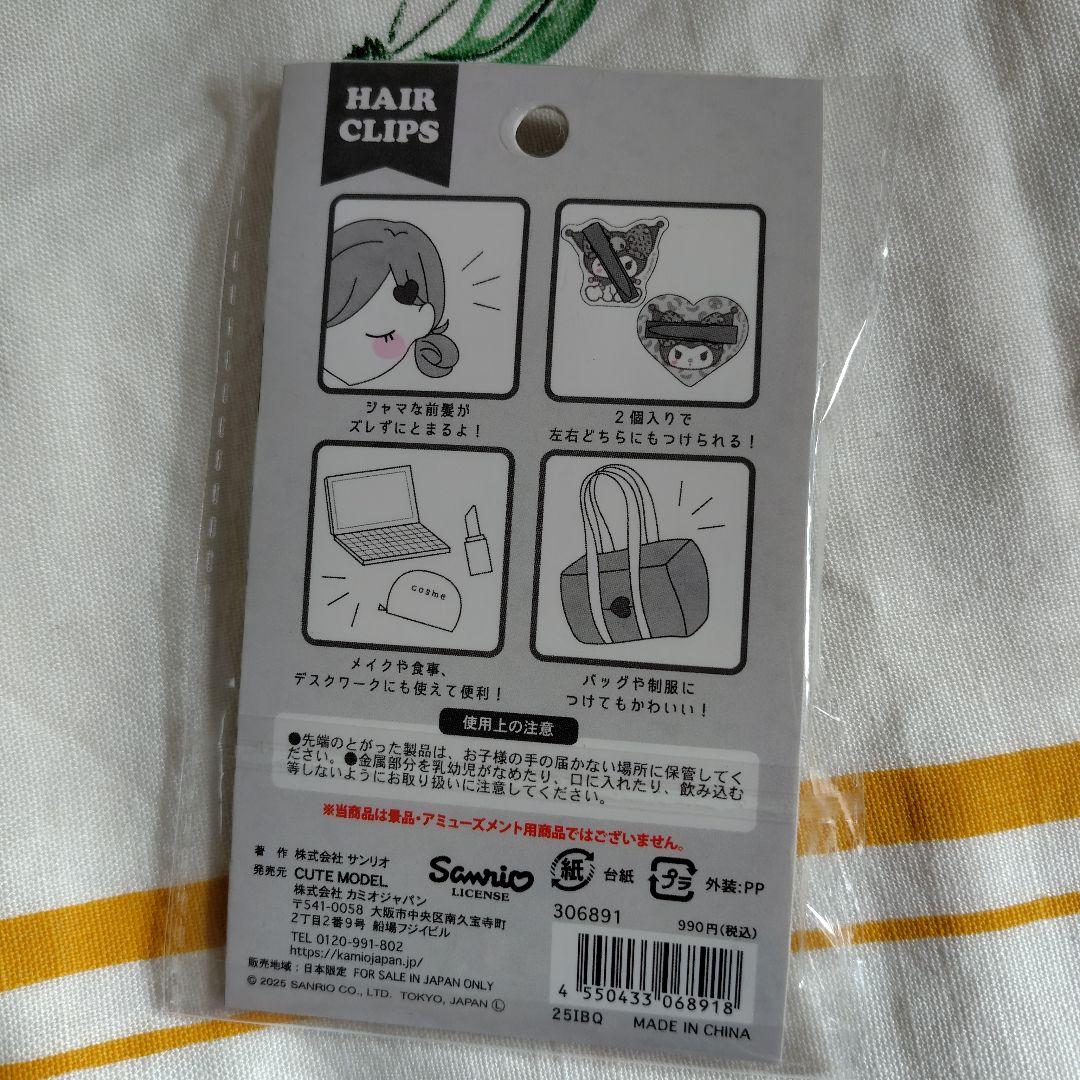 HAIR
CLIPS
ジャマな前髪が
ズレずにとまるよ！
2個入りで
左右どちらにもつけられる！
cosme
メイクや食事、
デスクワークにも使えて便利！
バッグや制服に
つけてもかわいい！
使用上の注意
●先端のとがった製品は、お子様の手の届かない場所に保管してく
ださい。●金属部分を乳幼児がなめたり、口に入れたり、飲み込む
等しないようにお取り扱いに注意してください。
※当商品は景品・アミューズメント用商品ではございません。
著 作 株式会社 サンリオ
発売元 CUTE MODEL
株式会社 カミオジャパン
〒541-0058 大阪市中央区南久宝寺町
2丁目2番9号 船場フジイビル
TEL 0120-991-802
https://kamiojapan.jp/
販売地域：日本限定 FOR SALE IN JAPAN ONLY
© 2025 SANRIO CO., LTD. TOKYO, JAPAN Ⓛ
Sanrio
LICENSE
紙 台紙
プラ 外装:PP
306891
990円(税込)
4 550433 068918
25IBQ MADE IN CHINA